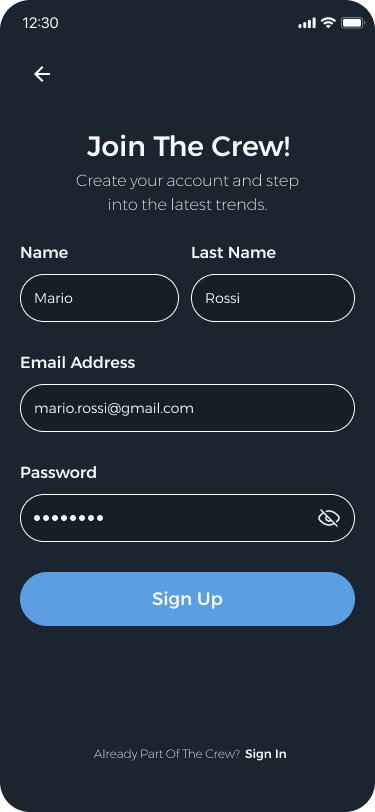 12:30
Join The Crew!
Create your account and step
into the latest trends.
Name Last Name
Mario Rossi
Email Address
mario.rossi@gmail.com
Password
Sign Up
Already Part Of The Crew? Sign In